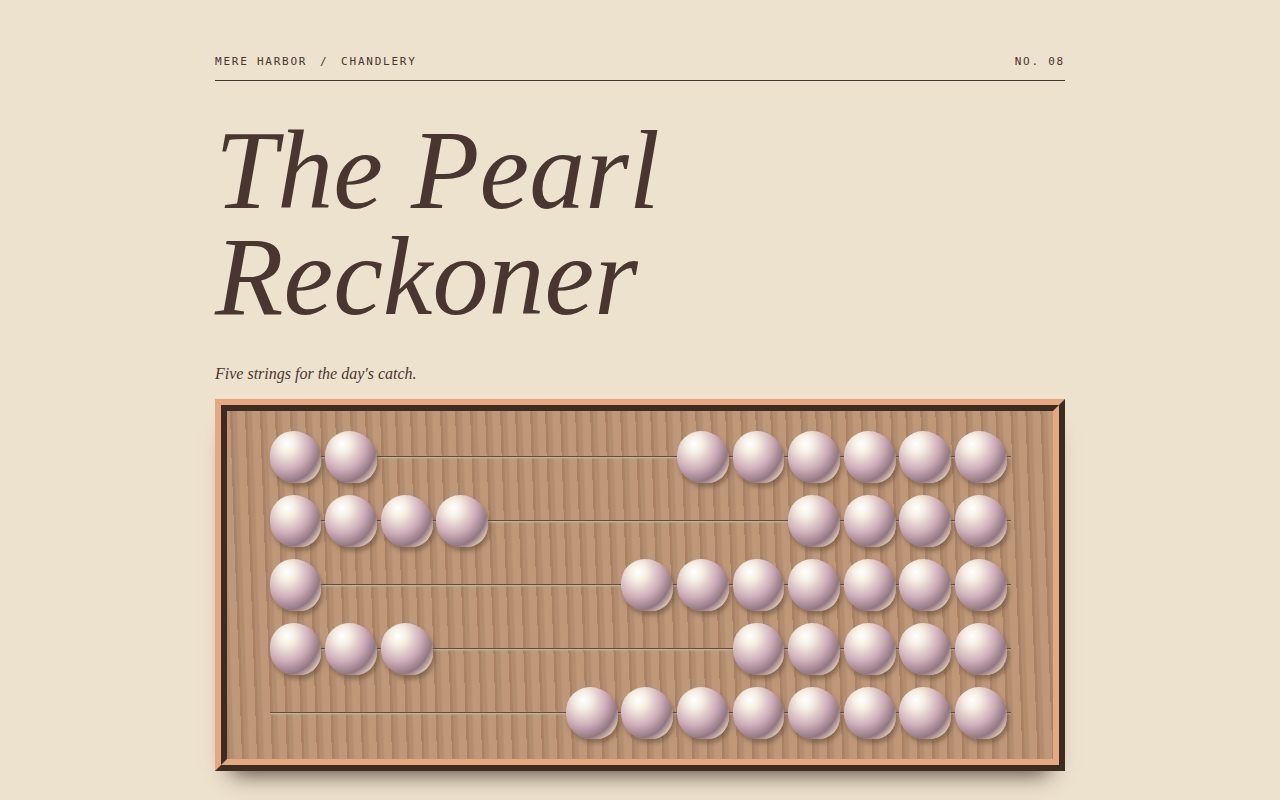 MERE HARBOR / CHANDLERY
NO. 08
The Pearl
Reckoner
Five strings for the day's catch.